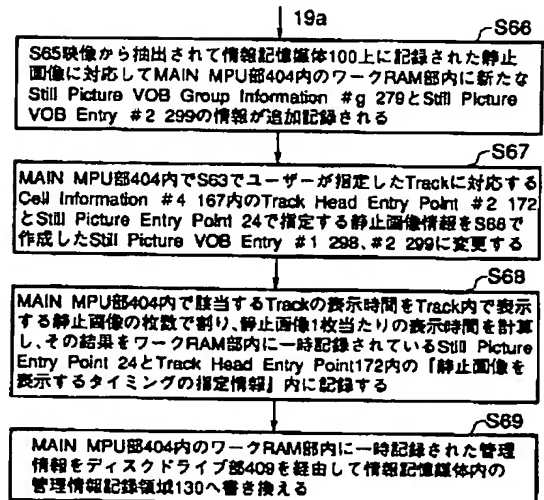 19a
S66
S65映像から抽出されて情報記憶媒体100上に記録された静止
画像に対応してMAIN MPU部404内のワークRAM部内に新たな
Still Picture VOB Group Information #g 279とStill Picture
VOB Entry #2 299の情報が追加記録される
S67
MAIN MPU部404内でS63でユーザーが指定したTrackに対応する
Cell Information #4 167内のTrack Head Entry Point #2 172
とStill Picture Entry Point 24で指定する静止画像情報をS66で
作成したStill Picture VOB Entry #1 298、#2 299に変更する
S68
MAIN MPU部404内で該当するTrackの表示時間をTrack内で表示
する静止画像の枚数で割り、静止画像1枚当たりの表示時間を計算
し、その結果をワークRAM部内に一時記録されているStill Picture
Entry Point 24とTrack Head Entry Point172内の『静止画像を
表示するタイミングの指定情報』内に記録する
S69
MAIN MPU部404内のワークRAM部内に一時記録された管理
情報をディスクドライブ部409を経由して情報記憶媒体内の
管理情報記録領域130へ書き換える